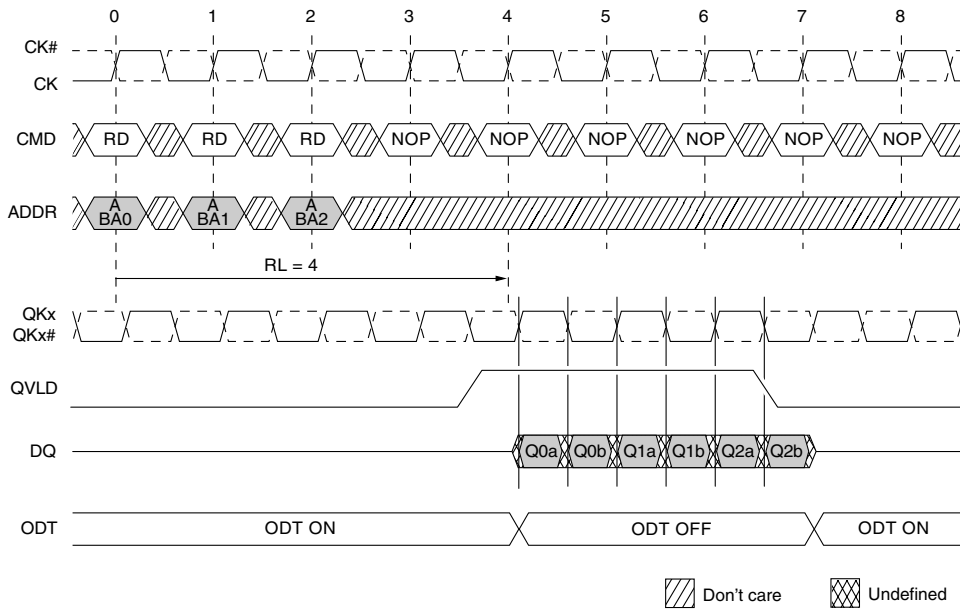 0 1 2 3 4 5 6 7 8
CK#
CK
CMD RD RD RD NOP NOP NOP NOP NOP NOP
ADDR A BA0 A BA1 A BA2
RL = 4
QKx
QKx#
QVLD
DQ Q0a Q0b Q1a Q1b Q2a Q2b
ODT ODT ON ODT OFF ODT ON
Don't care Undefined